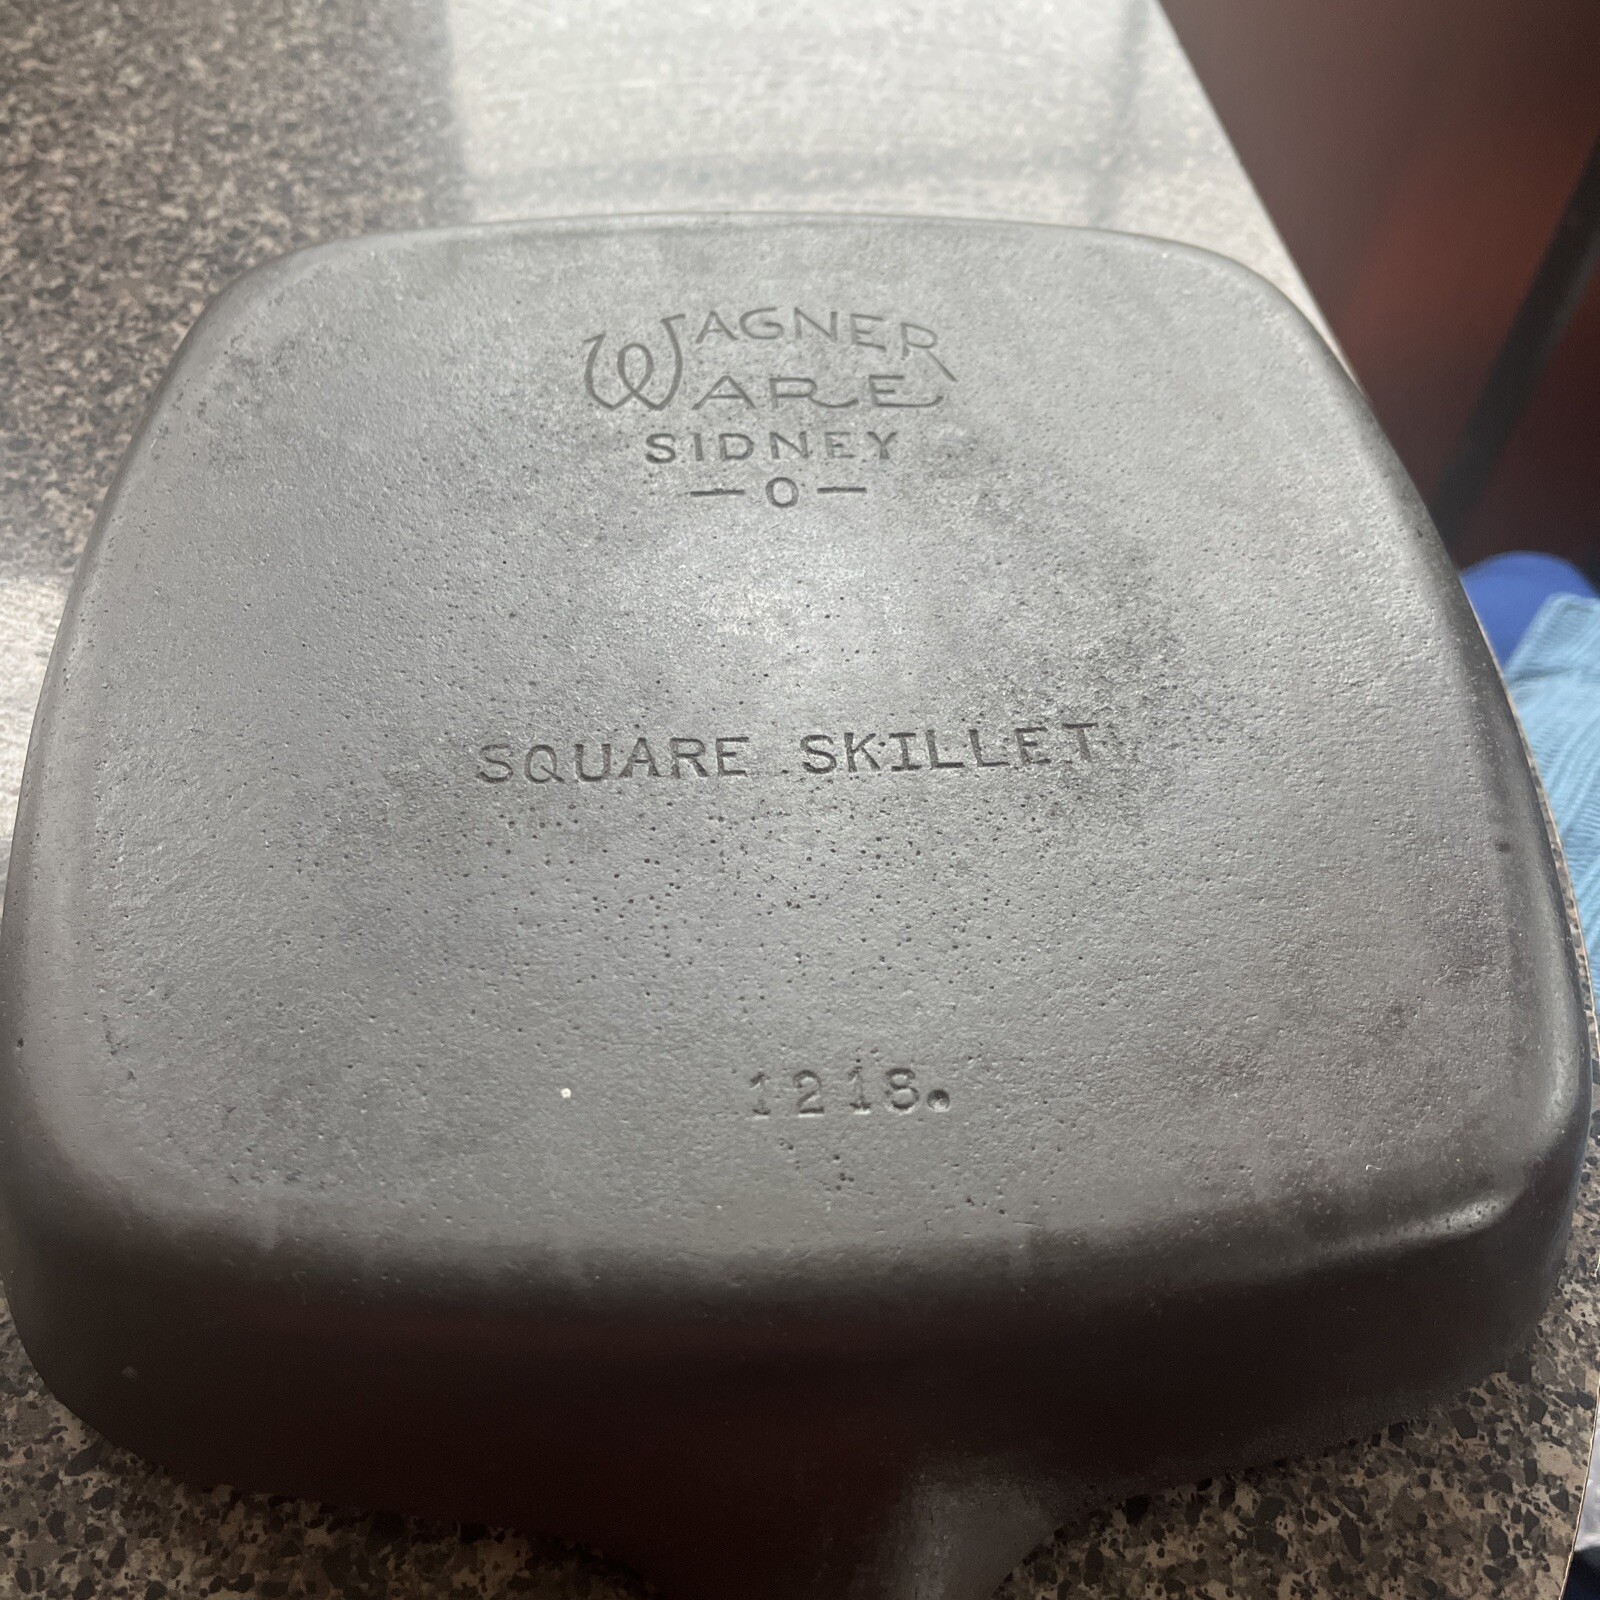 WAGNER
WARE
SIDNEY
—O—
SQUARE SKILLET
1218.